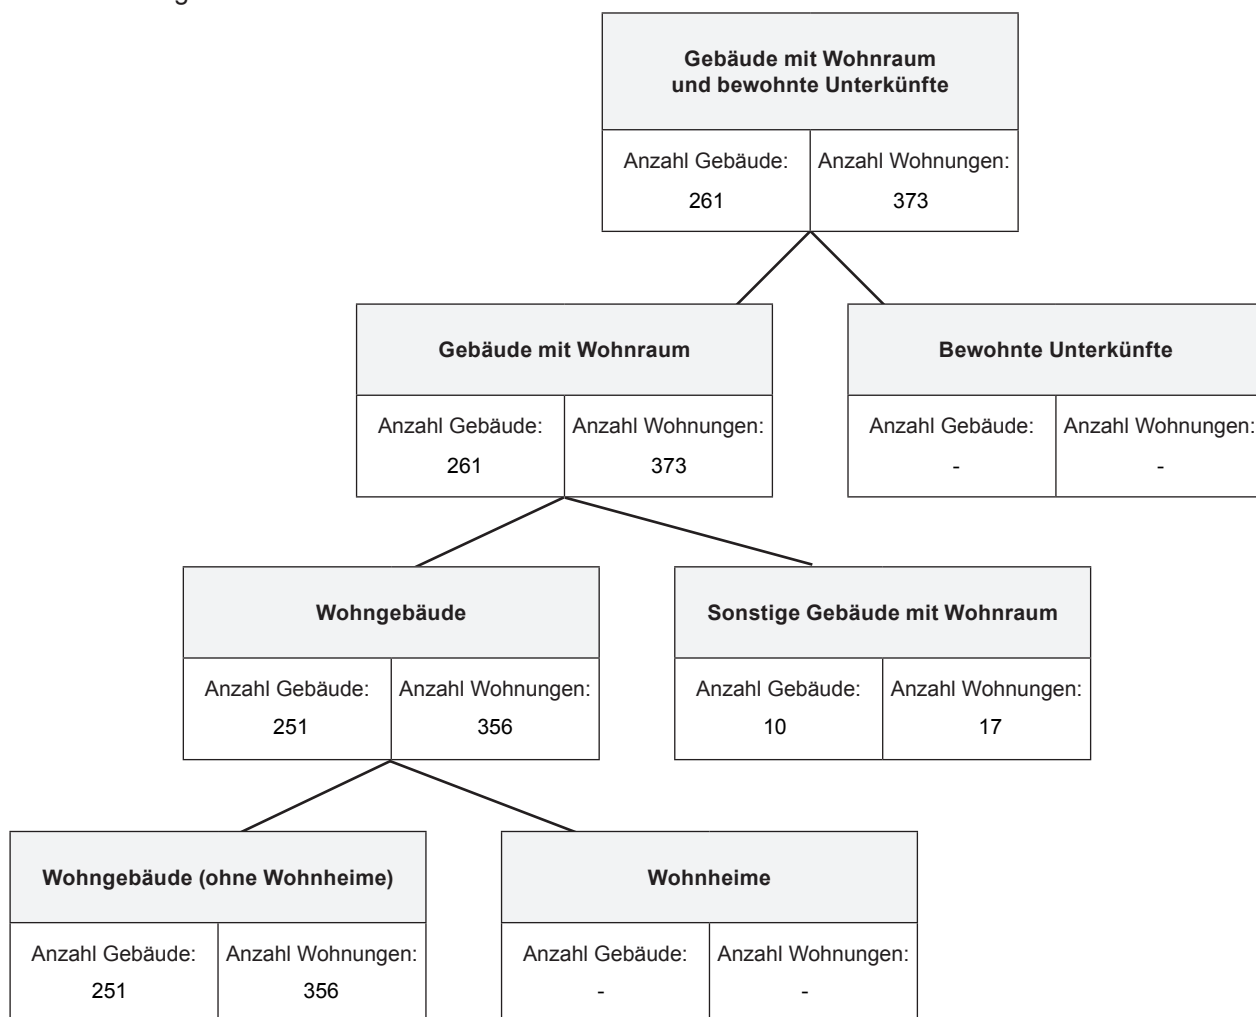 Gebäude mit Wohnraum
und bewohnte Unterkünfte
Anzahl Gebäude: Anzahl Wohnungen:
261 373
Gebäude mit Wohnraum
Anzahl Gebäude: Anzahl Wohnungen:
261 373
Bewohnte Unterkünfte
Anzahl Gebäude: Anzahl Wohnungen:
- -
Wohngebäude
Anzahl Gebäude: Anzahl Wohnungen:
251 356
Sonstige Gebäude mit Wohnraum
Anzahl Gebäude: Anzahl Wohnungen:
10 17
Wohngebäude (ohne Wohnheime)
Anzahl Gebäude: Anzahl Wohnungen:
251 356
Wohnheime
Anzahl Gebäude: Anzahl Wohnungen:
- -